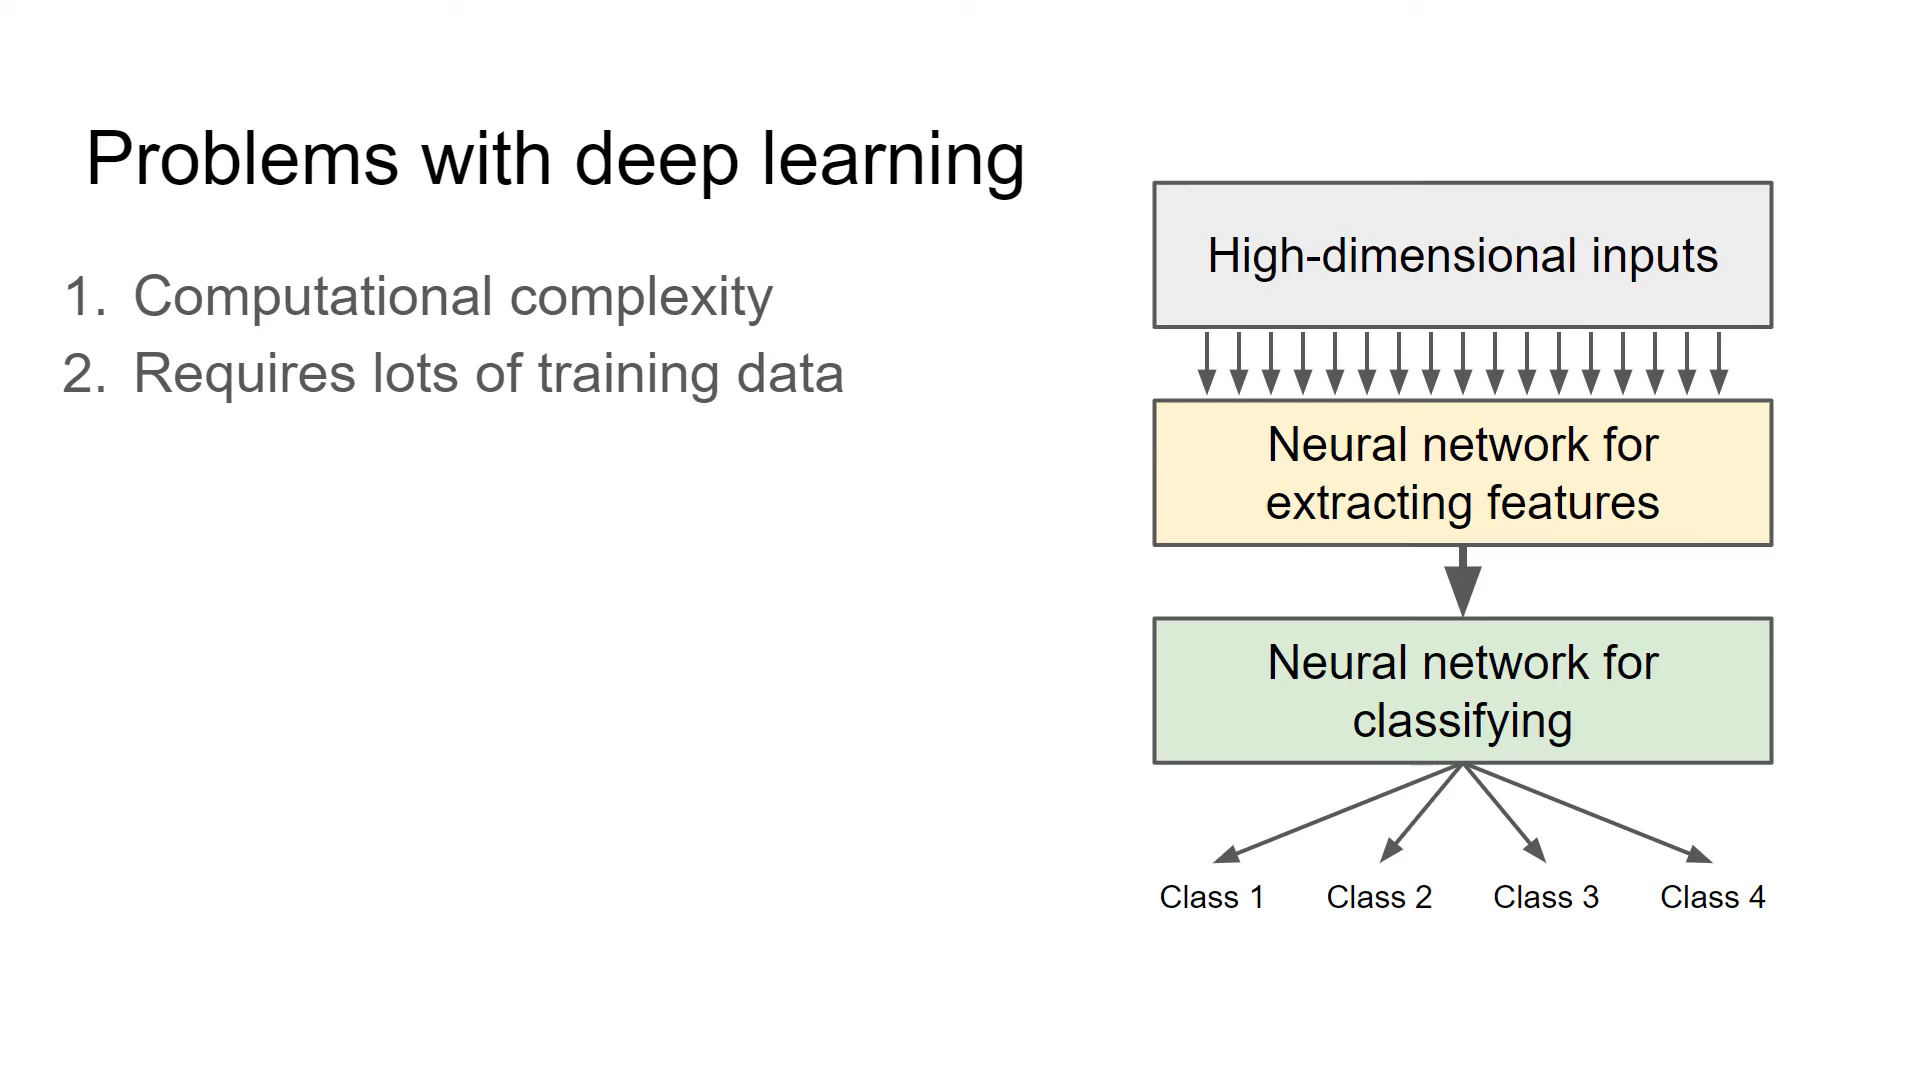 Problems with deep learning
1. Computational complexity
2. Requires lots of training data
High-dimensional inputs
Neural network for
extracting features
Neural network for
classifying
Class 1
Class 2
Class 3
Class 4